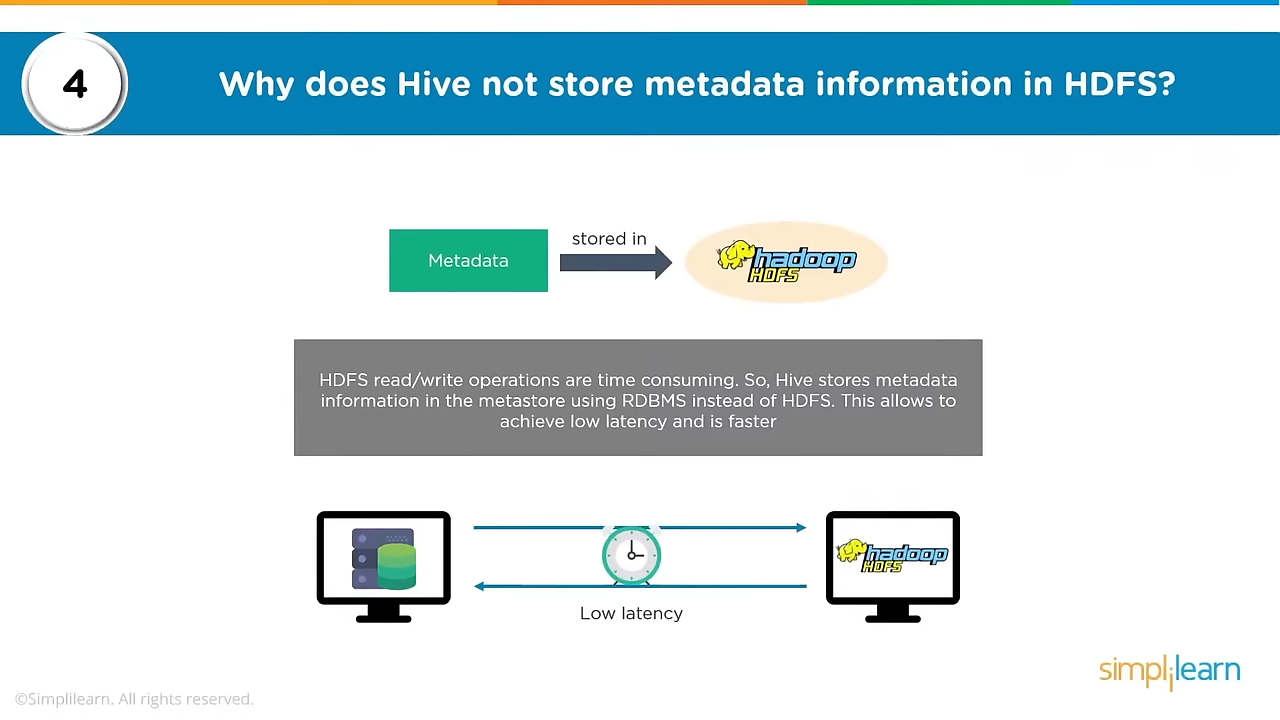 4
Why does Hive not store metadata information in HDFS?
Metadata
stored in
hadoop
HDFS
HDFS read/write operations are time consuming. So, Hive stores metadata
information in the metastore using RDBMS instead of HDFS. This allows to
achieve low latency and is faster
hadoop
HDFS
Low latency
simplilearn
©Simplilearn. All rights reserved.